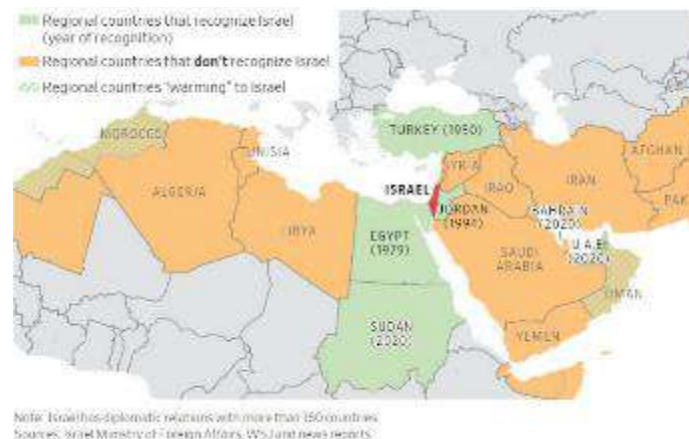 Regional countries that recognize Israel
(year of recognition)
Regional countries that don't recognize Israel
Regional countries "warming" to Israel
MOROCCO
TUNISIA
ALGERIA
LIBYA
TURKEY (1950)
SYRIA
AFGHAN
ISRAEL
IRAQ
IRAN
PAK
JORDAN
(1994)
EGYPT
(1979)
BAHRAIN
(2020)
U.A.E.
(2020)
SAUDI
ARABIA
OMAN
SUDAN
(2020)
YEMEN
Note: Israel has diplomatic relations with more than 150 countries
Sources: Israel Ministry of Foreign Affairs, WSJ and news reports